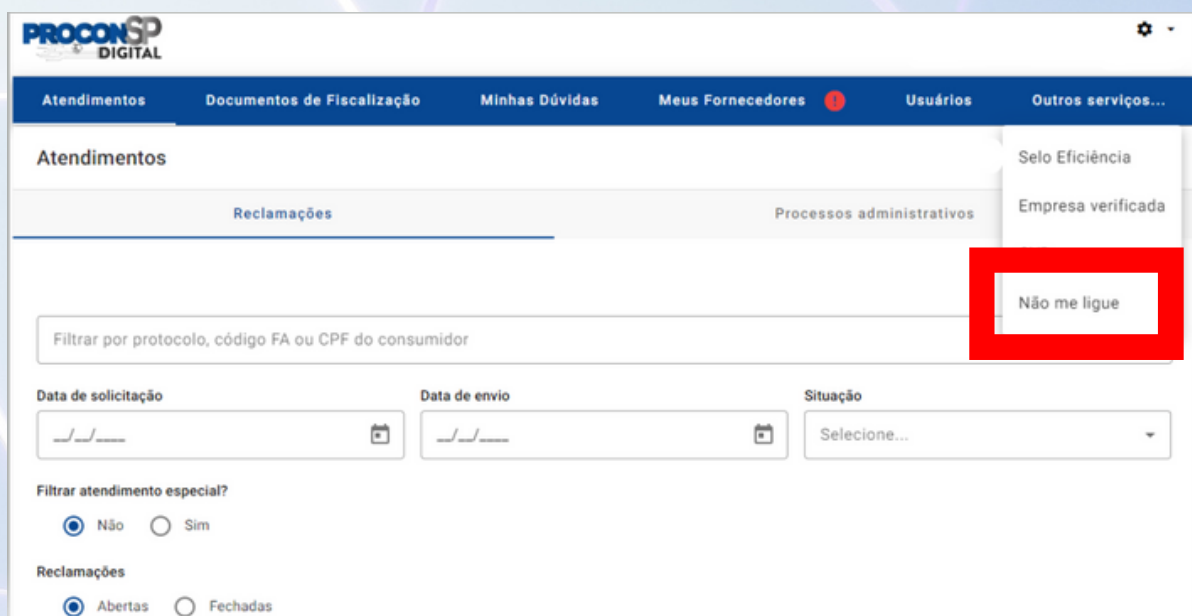 PROCONSP
DIGITAL
Atendimentos Documentos de Fiscalização Minhas Dúvidas Meus Fornecedores ! Usuários Outros serviços...
Atendimentos
Selo Eficiência
Empresa verificada
Não me ligue
Reclamações Processos administrativos
Filtrar por protocolo, código FA ou CPF do consumidor
Data de solicitação Data de envio Situação
__/__/____ __/__/____ Selecione...
Filtrar atendimento especial?
Não Sim
Reclamações
Abertas Fechadas